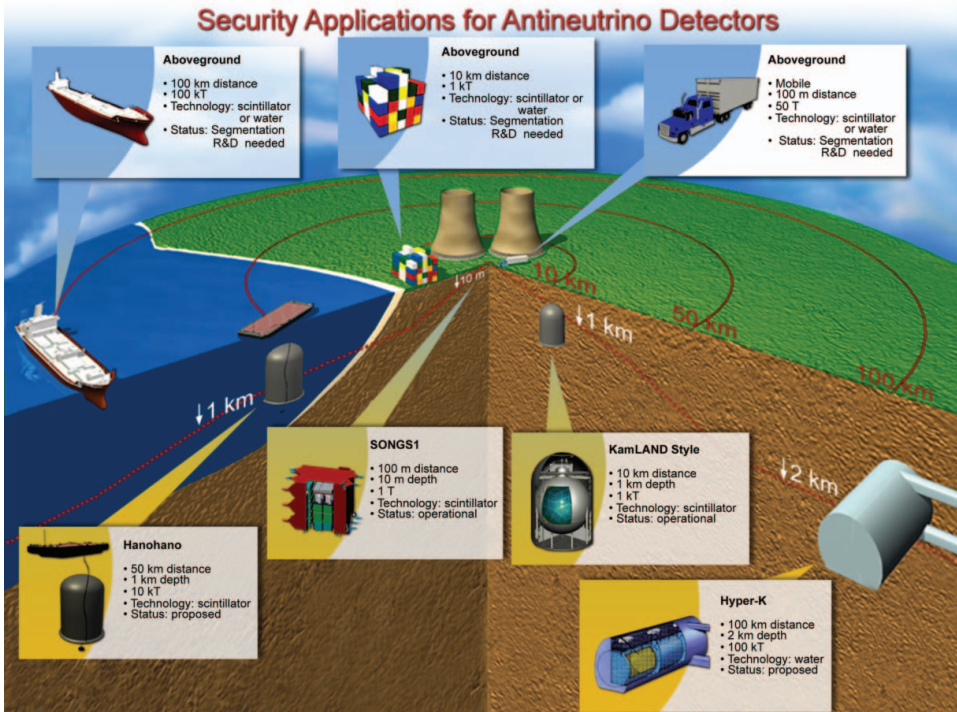 Security Applications for Antineutrino Detectors
Aboveground
• 100 km distance
• 100 kT
• Technology: scintillator
or water
• Status: Segmentation
R&D needed
Aboveground
• 10 km distance
• 1 kT
• Technology: scintillator or
water
• Status: Segmentation
R&D needed
Aboveground
• Mobile
• 100 m distance
• 50 T
• Technology: scintillator
or water
• Status: Segmentation
R&D needed
↓10 m
10 km
50 km
100 km
↓1 km
↓1 km
↓2 km
SONGS1
• 100 m distance
• 10 m depth
• 1 T
• Technology: scintillator
• Status: operational
KamLAND Style
• 10 km distance
• 1 km depth
• 1 kT
• Technology: scintillator
• Status: operational
Hanohano
• 50 km distance
• 1 km depth
• 10 kT
• Technology: scintillator
• Status: proposed
Hyper-K
• 100 km distance
• 2 km depth
• 100 kT
• Technology: water
• Status: proposed